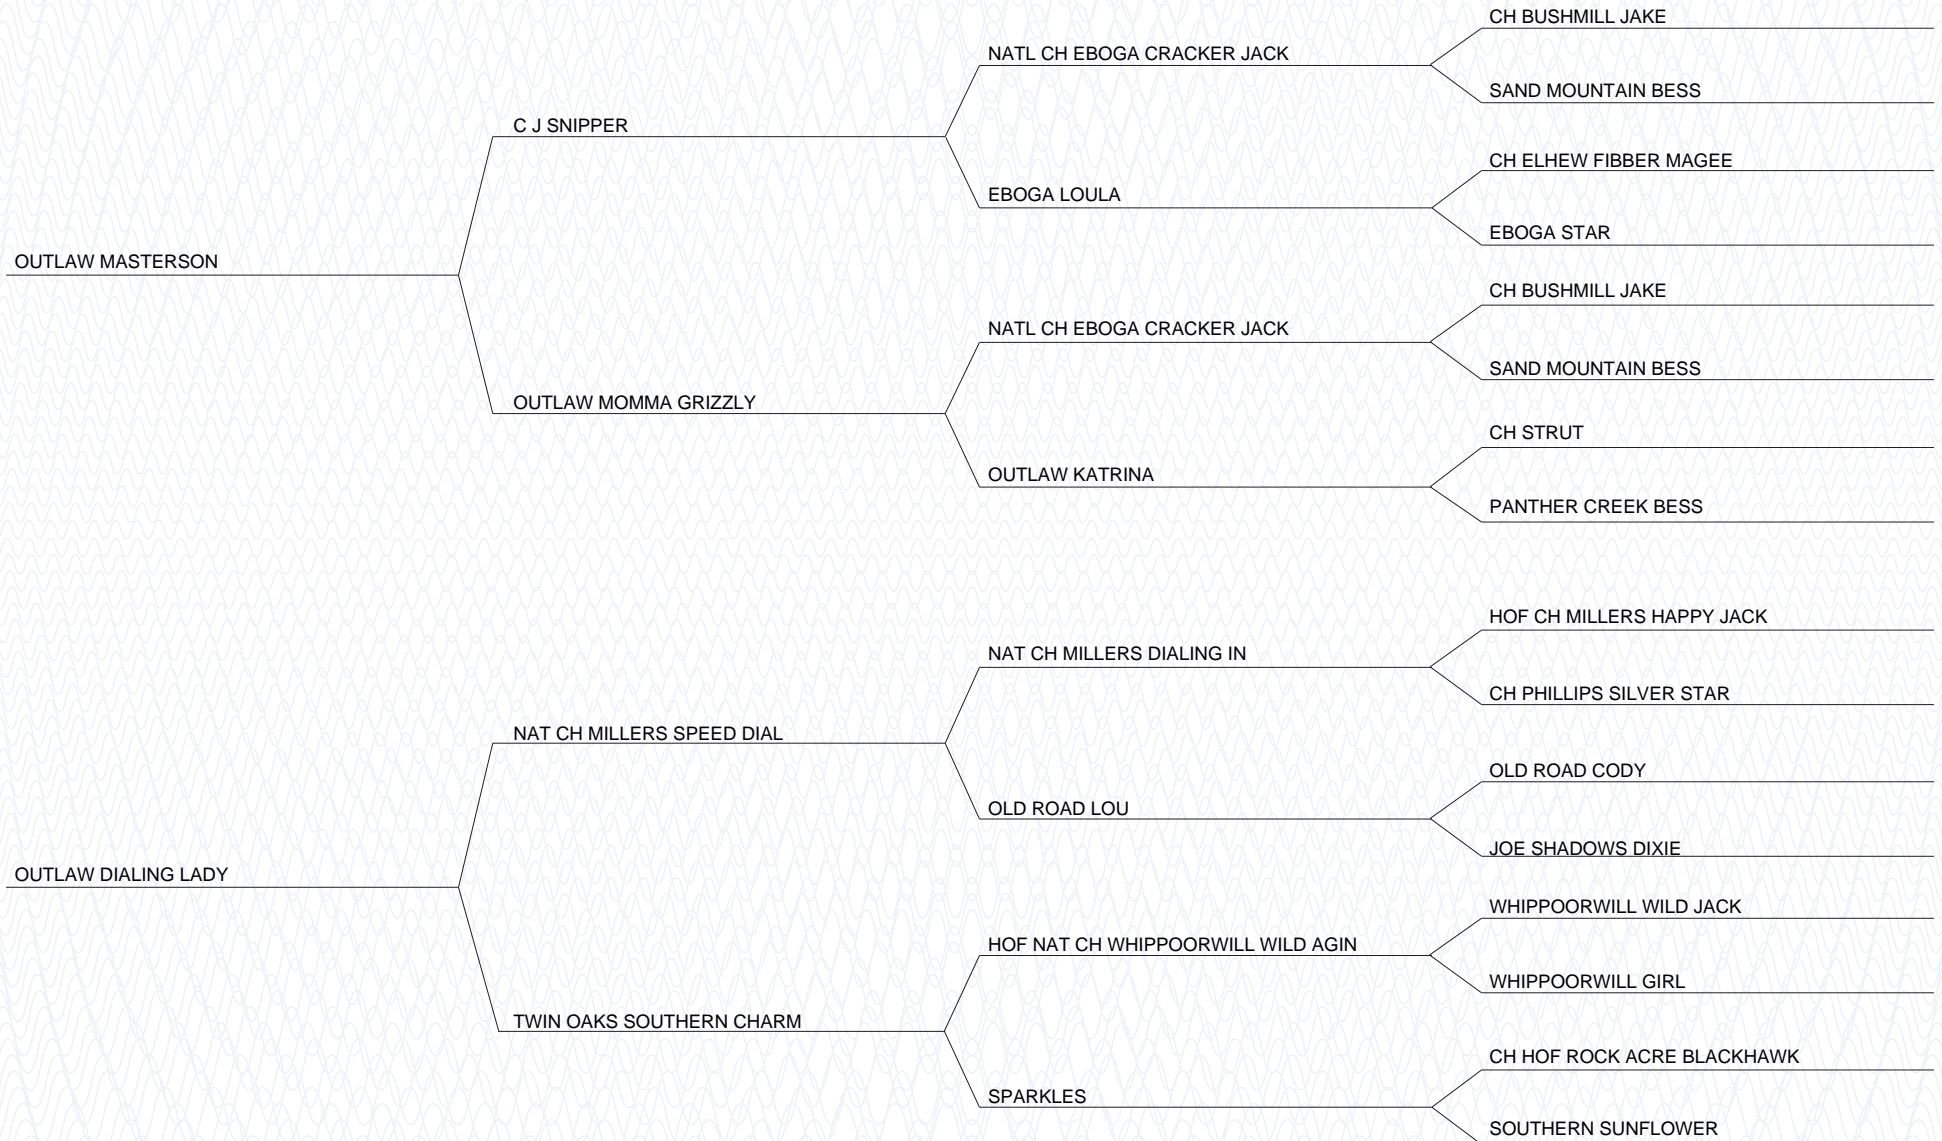 CH BUSHMILL JAKE
NATL CH EBOGA CRACKER JACK
SAND MOUNTAIN BESS
C J SNIPPER
CH ELHEW FIBBER MAGEE
EBOGA LOULA
EBOGA STAR
OUTLAW MASTERSON
CH BUSHMILL JAKE
NATL CH EBOGA CRACKER JACK
SAND MOUNTAIN BESS
OUTLAW MOMMA GRIZZLY
CH STRUT
OUTLAW KATRINA
PANTHER CREEK BESS
HOF CH MILLERS HAPPY JACK
NAT CH MILLERS DIALING IN
CH PHILLIPS SILVER STAR
NAT CH MILLERS SPEED DIAL
OLD ROAD CODY
OLD ROAD LOU
JOE SHADOWS DIXIE
OUTLAW DIALING LADY
WHIPPOORWILL WILD JACK
HOF NAT CH WHIPPOORWILL WILD AGIN
WHIPPOORWILL GIRL
TWIN OAKS SOUTHERN CHARM
CH HOF ROCK ACRE BLACKHAWK
SPARKLES
SOUTHERN SUNFLOWER